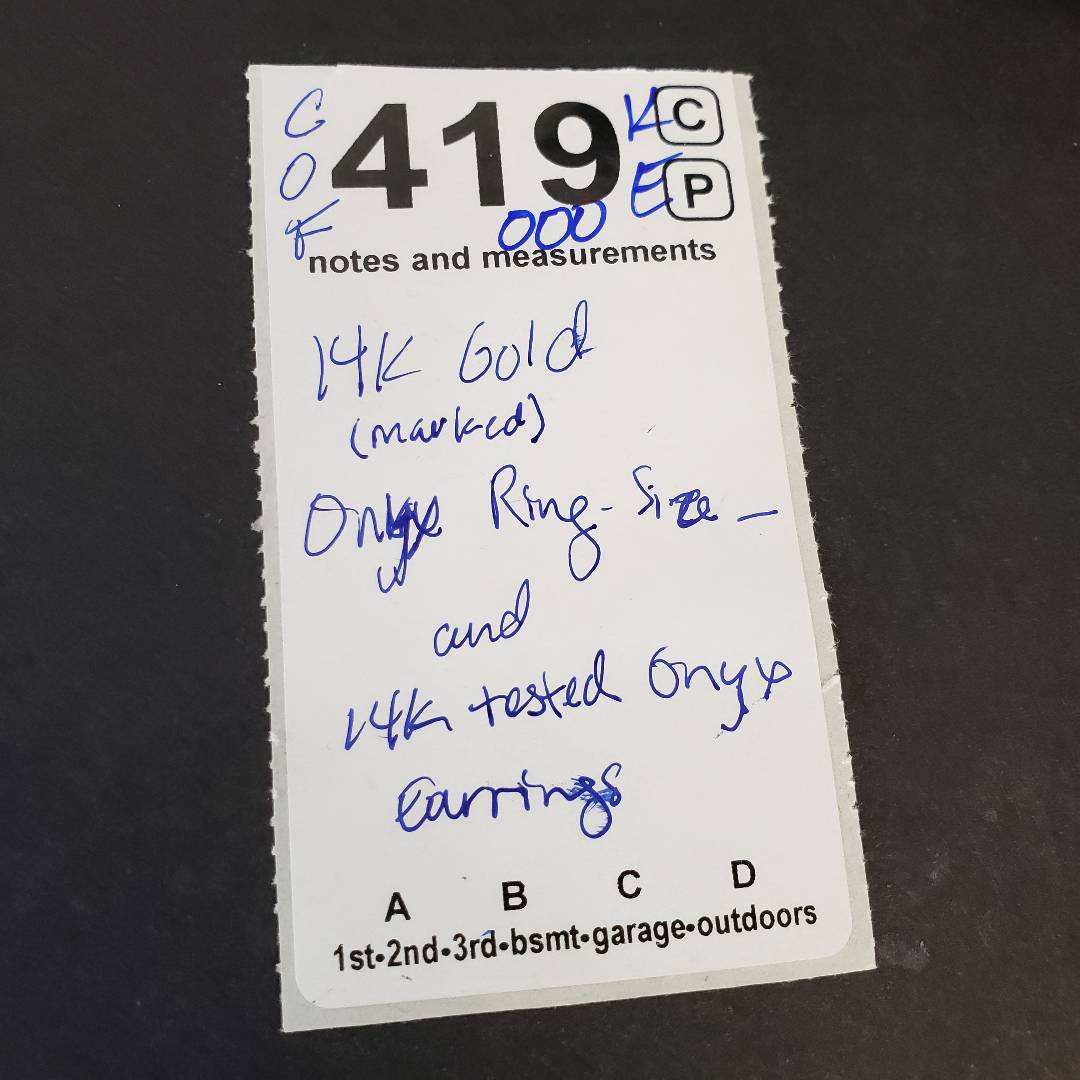 C 419 K C
O E P
F 000
notes and measurements
14K Gold
(marked)
Onyx Ring - Size _
and
14K tested Onyx
Earrings
A B C D
1st•2nd•3rd•bsmt•garage•outdoors